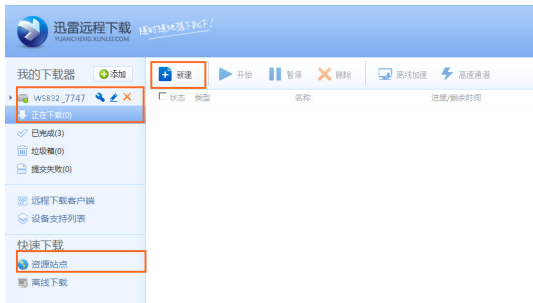 迅雷远程下载 随时随地想下就下!
YUANCHENG.XUNLEI.COM
我的下载器 添加
新建 开始 暂停 删除 离线加速 高速通道
WS832 _7747
状态 类型 名称 进度/剩余时间
正在下载(0)
已完成(3)
垃圾箱(0)
提交失败(0)
远程下载客户端
设备支持列表
快速下载
资源站点
离线下载